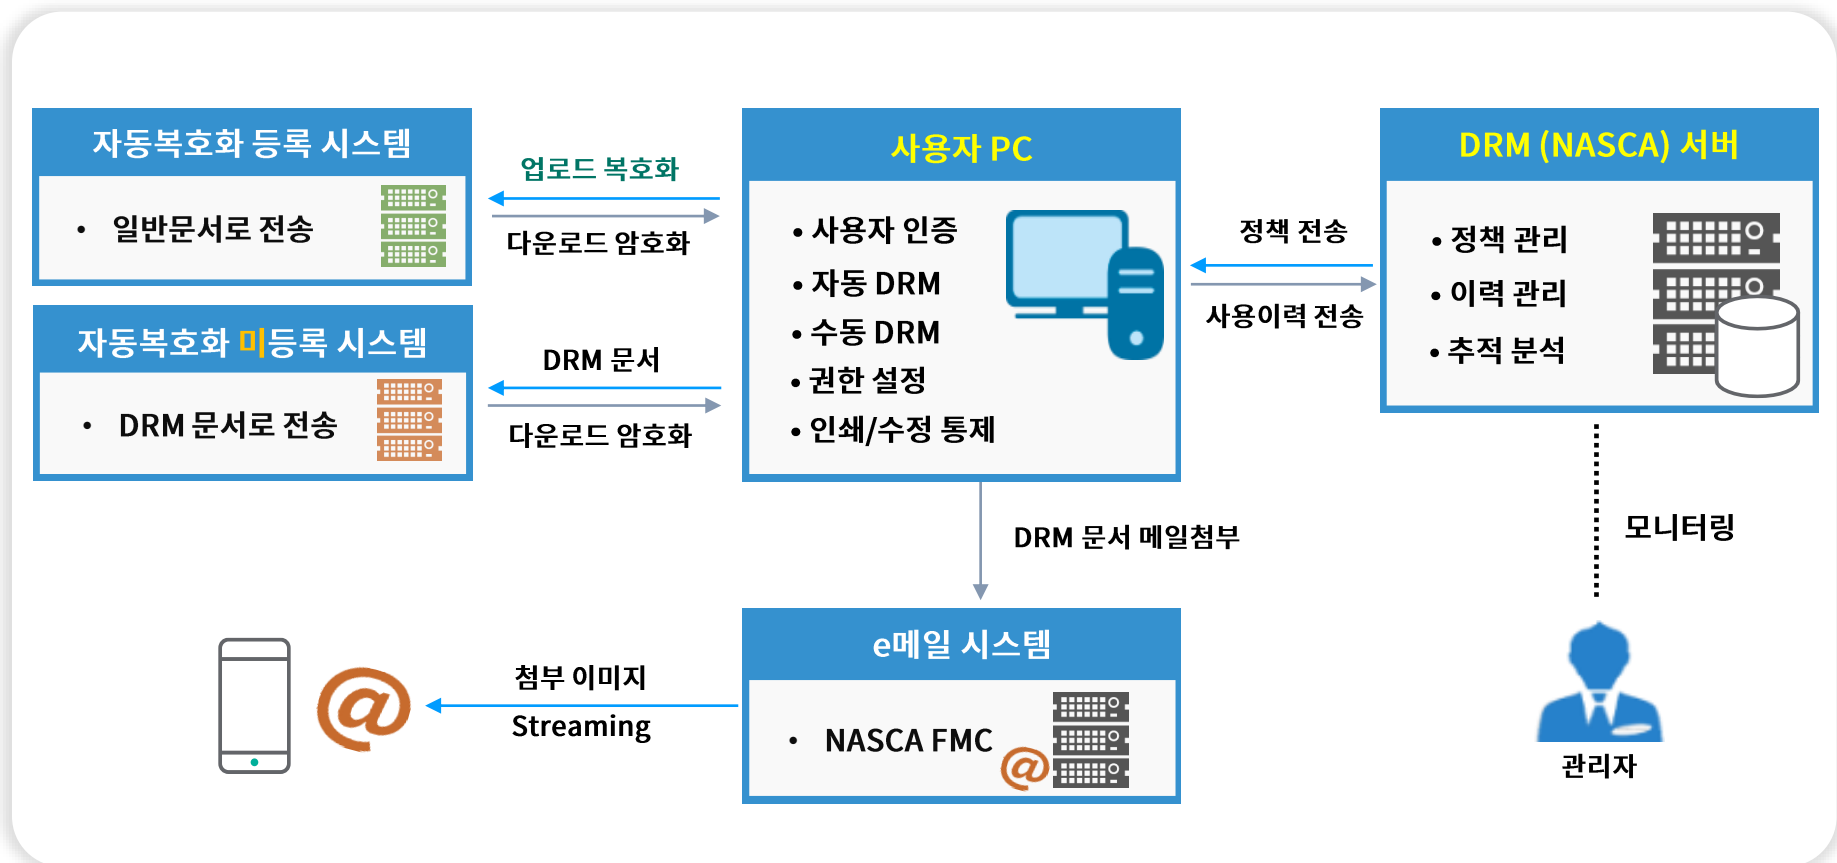 자동복호화 등록 시스템
• 일반문서로 전송
자동복호화 미등록 시스템
• DRM 문서로 전송
업로드 복호화
다운로드 암호화
DRM 문서
다운로드 암호화
사용자 PC
• 사용자 인증
• 자동 DRM
• 수동 DRM
• 권한 설정
• 인쇄/수정 통제
정책 전송
사용이력 전송
DRM (NASCA) 서버
• 정책 관리
• 이력 관리
• 추적 분석
DRM 문서 메일첨부
모니터링
관리자
e메일 시스템
• NASCA FMC
@
첨부 이미지
Streaming
@